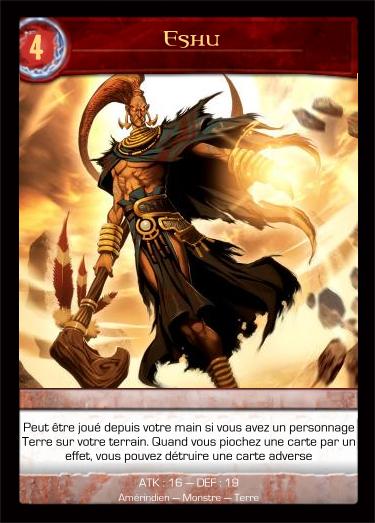 4
Eshu
Peut être joué depuis votre main si vous avez un personnage
Terre sur votre terrain. Quand vous piochez une carte par un
effet, vous pouvez détruire une carte adverse
ATK : 16 — DEF : 19
Amérindien — Monstre — Terre